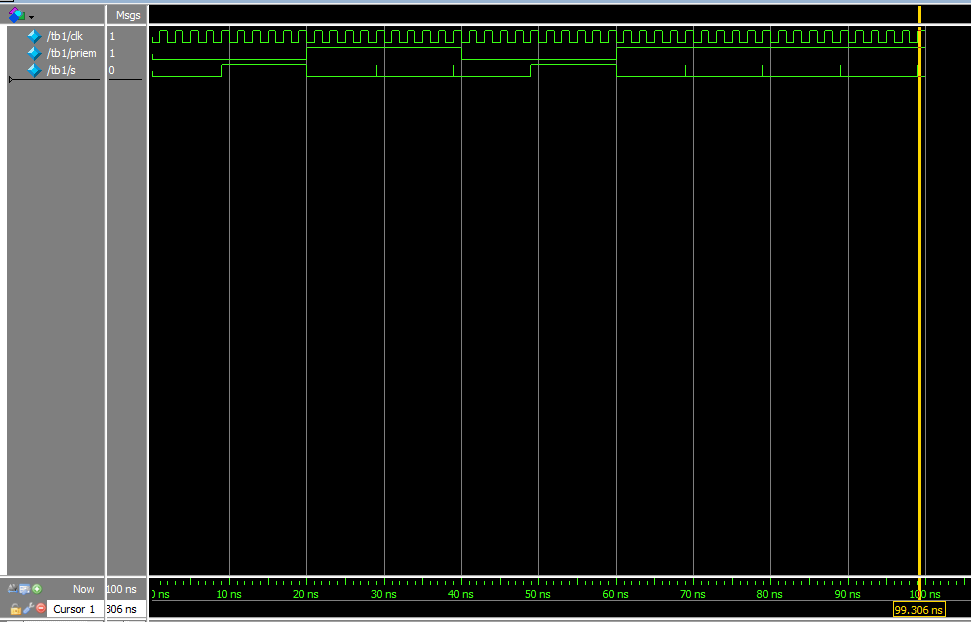 Msgs
/tb1/clk 1
/tb1/priem 1
/tb1/s 0
Now 100 ns
ns 10 ns 20 ns 30 ns 40 ns 50 ns 60 ns 70 ns 80 ns 90 ns 100 ns
Cursor 1 306 ns 99.306 ns